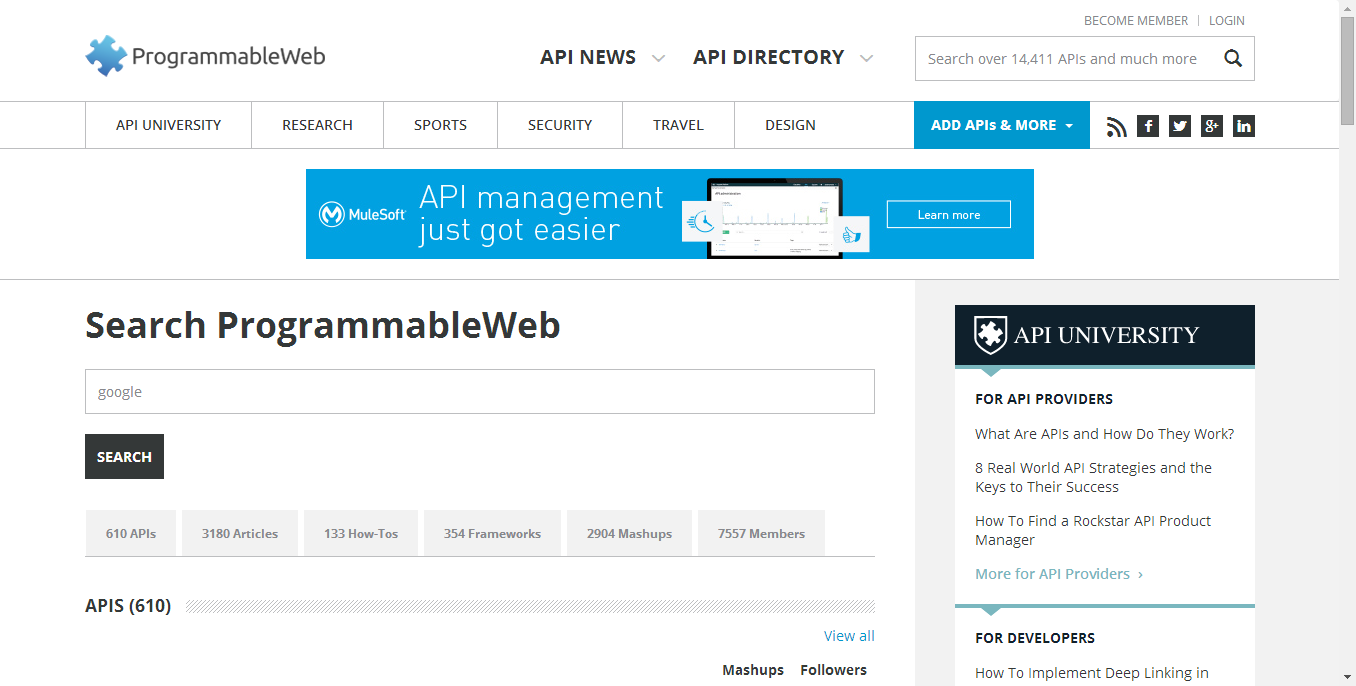 BECOME MEMBER LOGIN
ProgrammableWeb
API NEWS API DIRECTORY
Search over 14,411 APIs and much more
API UNIVERSITY RESEARCH SPORTS SECURITY TRAVEL DESIGN
ADD APIs & MORE
f g+ in
MuleSoft
API management
just got easier
Learn more
Search ProgrammableWeb
google
SEARCH
610 APIs 3180 Articles 133 How-Tos 354 Frameworks 2904 Mashups 7557 Members
APIS (610)
View all
Mashups Followers
API UNIVERSITY
FOR API PROVIDERS
What Are APIs and How Do They Work?
8 Real World API Strategies and the
Keys to Their Success
How To Find a Rockstar API Product
Manager
More for API Providers ›
FOR DEVELOPERS
How To Implement Deep Linking in